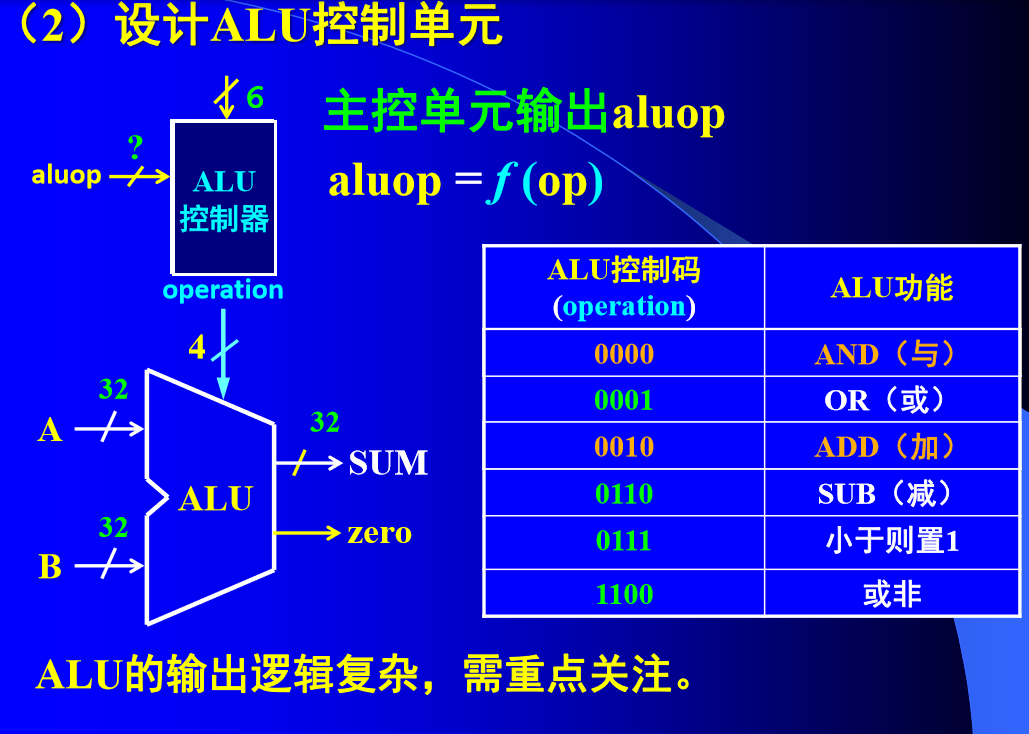 （2）设计ALU控制单元
6
主控单元输出aluop
?
aluop
ALU
控制器
aluop = f (op)
operation
4
ALU控制码
(operation)
ALU功能
0000 AND（与）
0001 OR（或）
0010 ADD（加）
0110 SUB（减）
0111 小于则置1
1100 或非
32
A
32
SUM
ALU
32
zero
B
ALU的输出逻辑复杂，需重点关注。